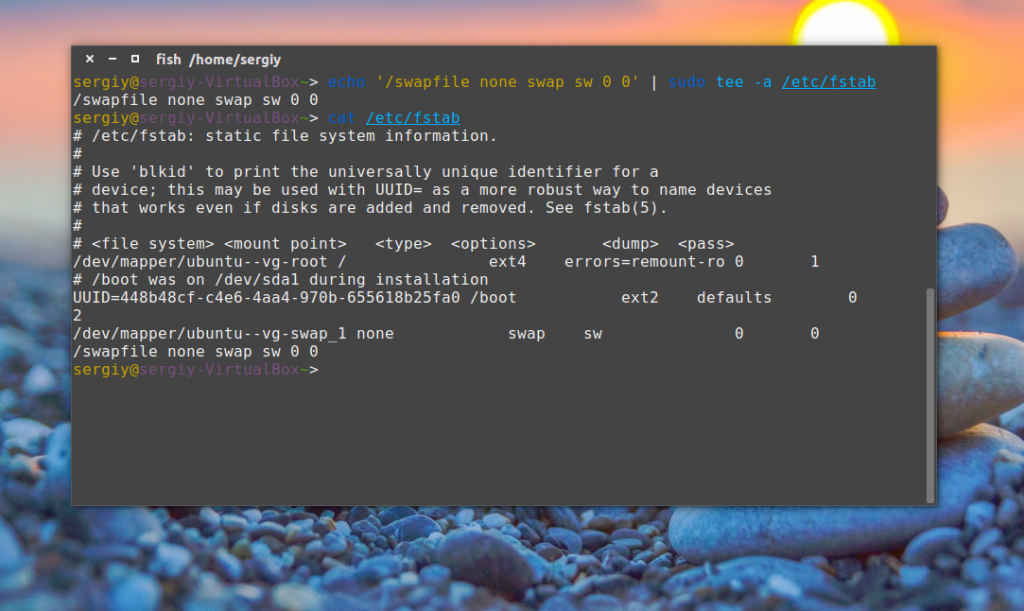 fish /home/sergiy
sergiy@sergiy-VirtualBox~> echo '/swapfile none swap sw 0 0' | sudo tee -a /etc/fstab
/swapfile none swap sw 0 0
sergiy@sergiy-VirtualBox~> cat /etc/fstab
# /etc/fstab: static file system information.
#
# Use 'blkid' to print the universally unique identifier for a
# device; this may be used with UUID= as a more robust way to name devices
# that works even if disks are added and removed. See fstab(5).
#
# <file system> <mount point>   <type>  <options>       <dump>  <pass>
/dev/mapper/ubuntu--vg-root /               ext4    errors=remount-ro 0       1
# /boot was on /dev/sda1 during installation
UUID=448b48cf-c4e6-4aa4-970b-655618b25fa0 /boot           ext2    defaults        0
2
/dev/mapper/ubuntu--vg-swap_1 none            swap    sw              0       0
/swapfile none swap sw 0 0
sergiy@sergiy-VirtualBox~>